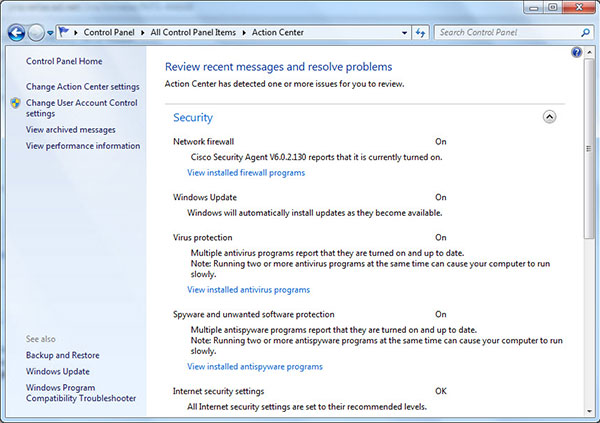 Control Panel ▸ All Control Panel Items ▸ Action Center
Search Control Panel
Control Panel Home
Change Action Center settings
Change User Account Control
settings
View archived messages
View performance information
See also
Backup and Restore
Windows Update
Windows Program
Compatibility Troubleshooter
Review recent messages and resolve problems
Action Center has detected one or more issues for you to review.
Security
Network firewall On
Cisco Security Agent V6.0.2.130 reports that it is currently turned on.
View installed firewall programs
Windows Update On
Windows will automatically install updates as they become available.
Virus protection On
Multiple antivirus programs report that they are turned on and up to date.
Note: Running two or more antivirus programs at the same time can cause your computer to run
slowly.
View installed antivirus programs
Spyware and unwanted software protection On
Multiple antispyware programs report that they are turned on and up to date.
Note: Running two or more antispyware programs at the same time can cause your computer to run
slowly.
View installed antispyware programs
Internet security settings OK
All Internet security settings are set to their recommended levels.